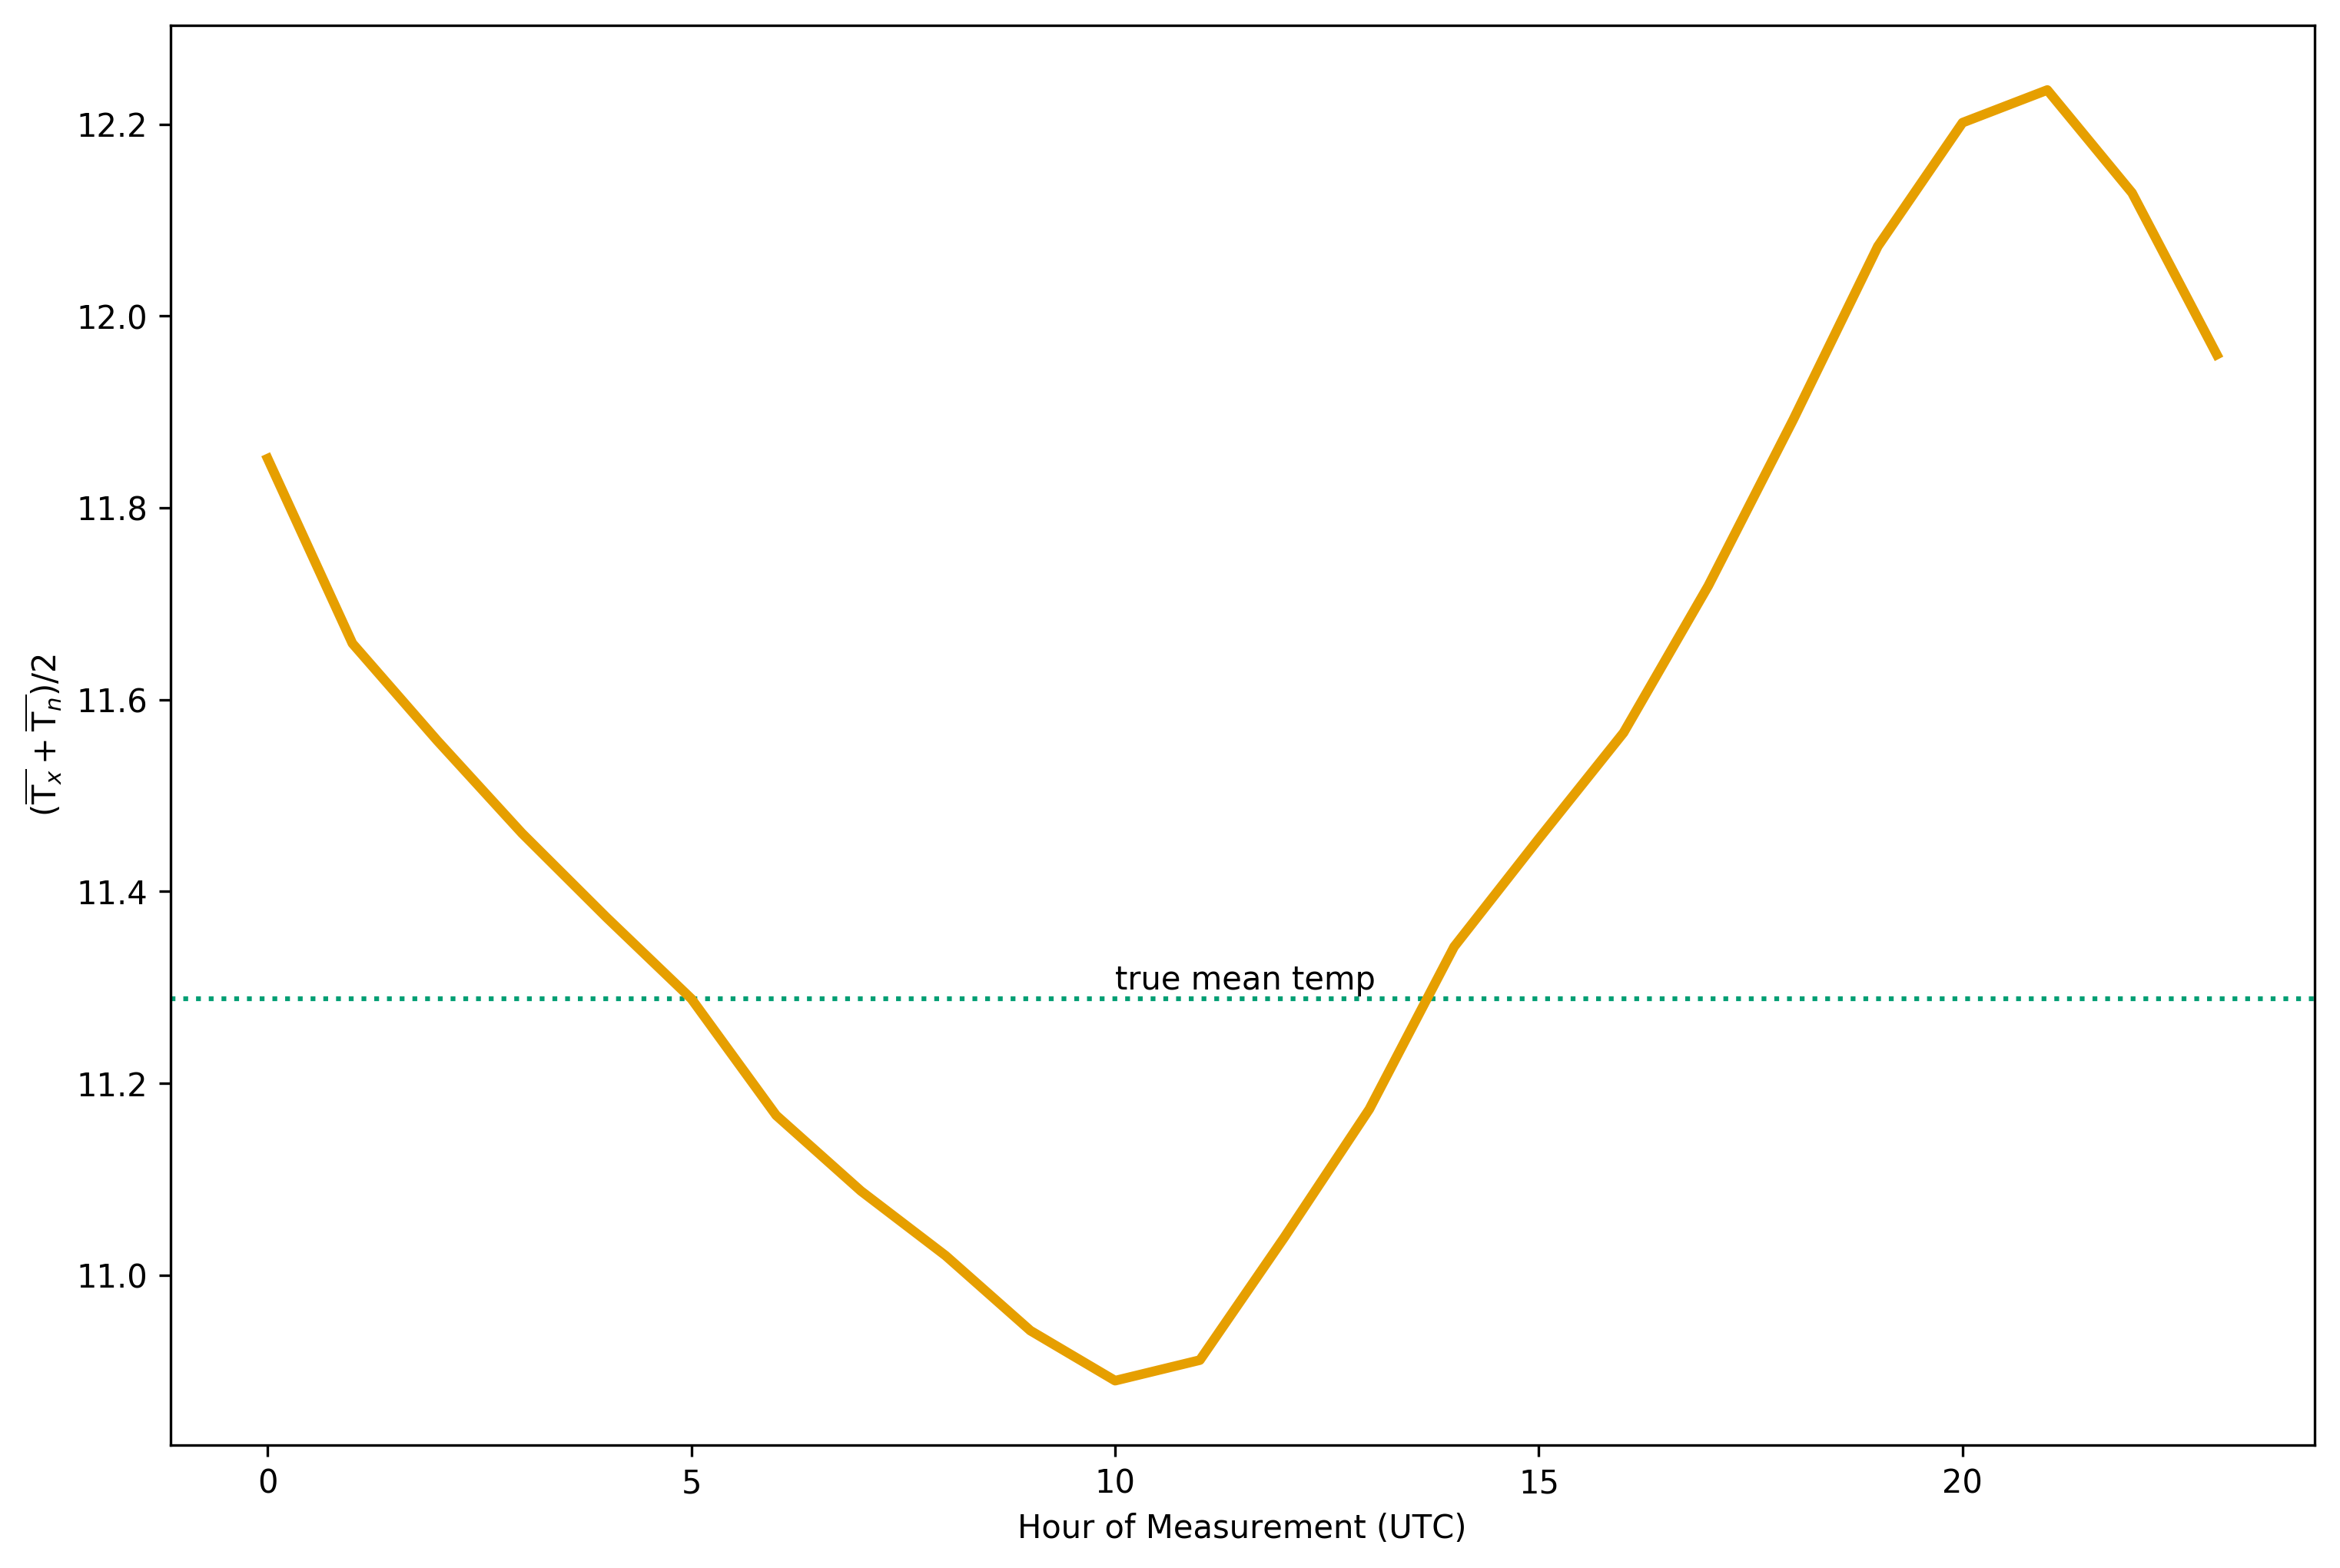 12.2
12.0
11.8
11.6
11.4
11.2
11.0
(T̅ₓ + T̅ₙ)/2
true mean temp
0 5 10 15 20
Hour of Measurement (UTC)